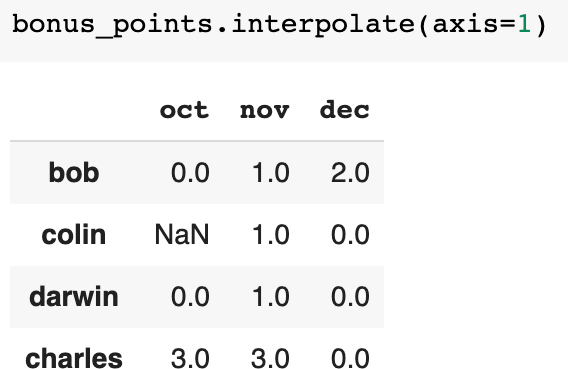 bonus_points.interpolate(axis=1)
oct nov dec
bob 0.0 1.0 2.0
colin NaN 1.0 0.0
darwin 0.0 1.0 0.0
charles 3.0 3.0 0.0